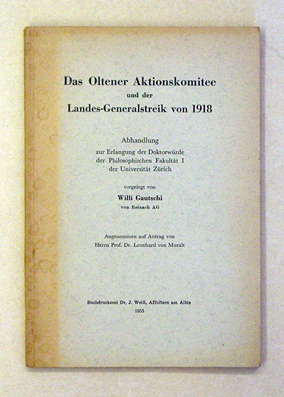 Das Oltener Aktionskomitee
und der
Landes-Generalstreik von 1918
Abhandlung
zur Erlangung der Doktorwürde
der Philosophischen Fakultät I
der Universität Zürich
vorgelegt von
Willi Gautschi
von Reinach AG
Angenommen auf Antrag von
Herrn Prof. Dr. Leonhard von Muralt
Buchdruckerei Dr. J. Weiß, Affoltern am Albis
1955